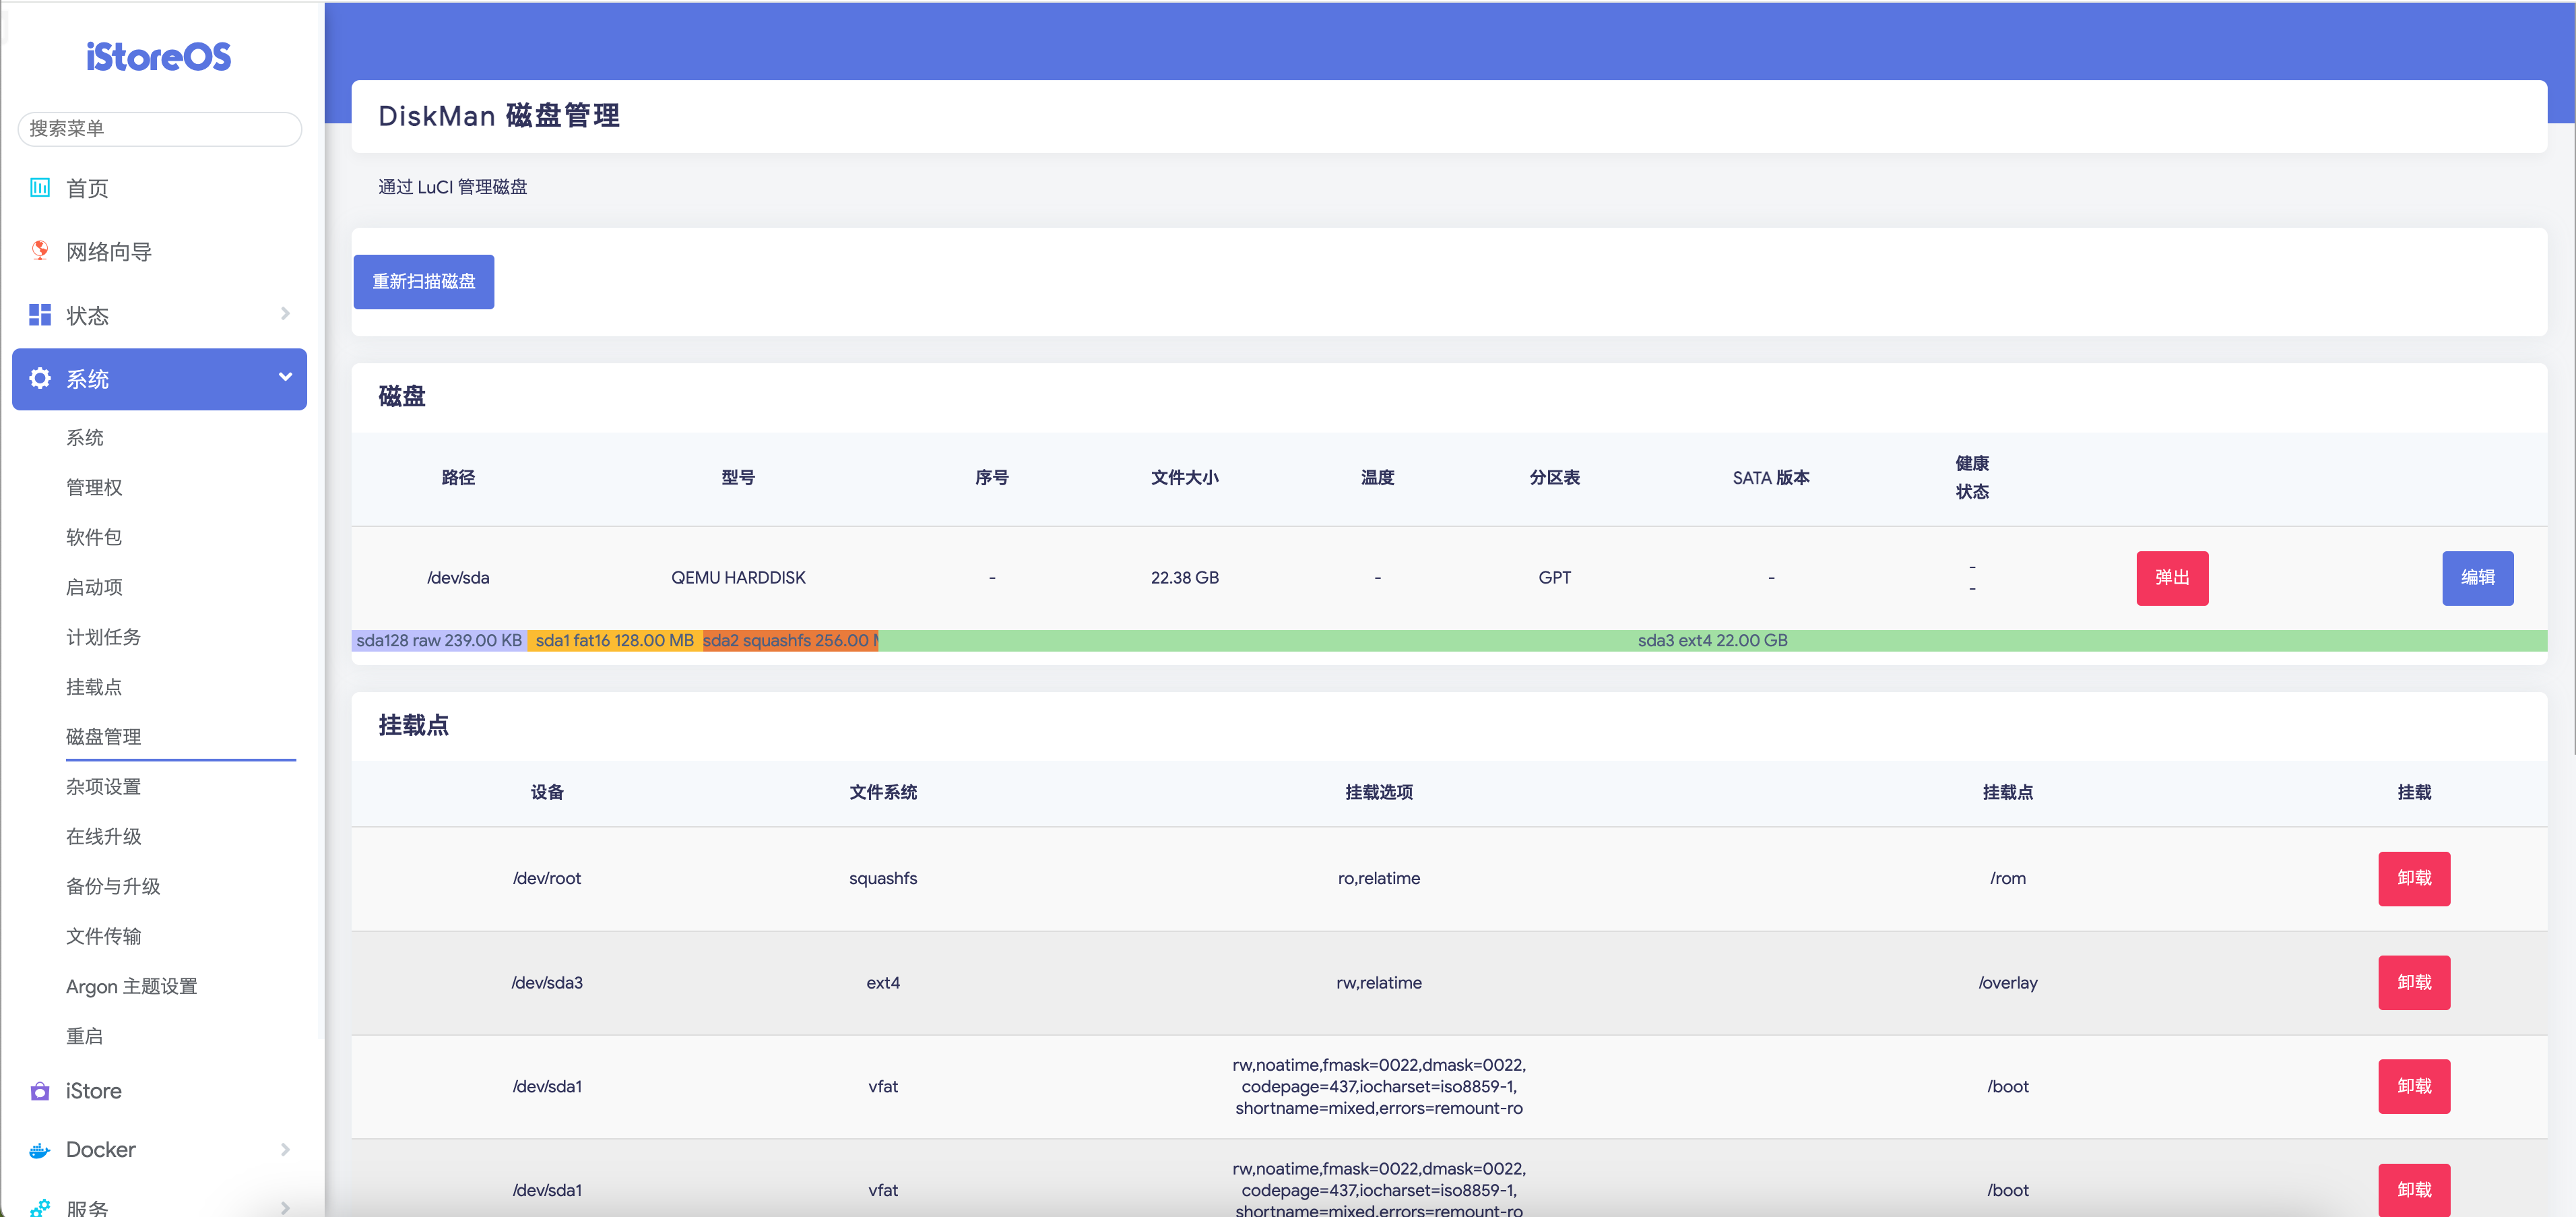 iStoreOS
搜索菜单
首页
网络向导
状态
系统
系统
管理权
软件包
启动项
计划任务
挂载点
磁盘管理
杂项设置
在线升级
备份与升级
文件传输
Argon 主题设置
重启
iStore
Docker
服务
DiskMan 磁盘管理
通过 LuCI 管理磁盘
重新扫描磁盘
磁盘
路径 型号 序号 文件大小 温度 分区表 SATA 版本 健康
状态
/dev/sda QEMU HARDDISK - 22.38 GB - GPT - -
-
弹出 编辑
sda128 raw 239.00 KB sda1 fat16 128.00 MB sda2 squashfs 256.00 sda3 ext4 22.00 GB
挂载点
设备 文件系统 挂载选项 挂载点 挂载
/dev/root squashfs ro,relatime /rom 卸载
/dev/sda3 ext4 rw,relatime /overlay 卸载
rw,noatime,fmask=0022,dmask=0022,
/dev/sda1 vfat codepage=437,iocharset=iso8859-1, /boot 卸载
shortname=mixed,errors=remount-ro
rw,noatime,fmask=0022,dmask=0022,
/dev/sda1 vfat codepage=437,iocharset=iso8859-1, /boot 卸载
shortname=mixed,errors=remount-ro